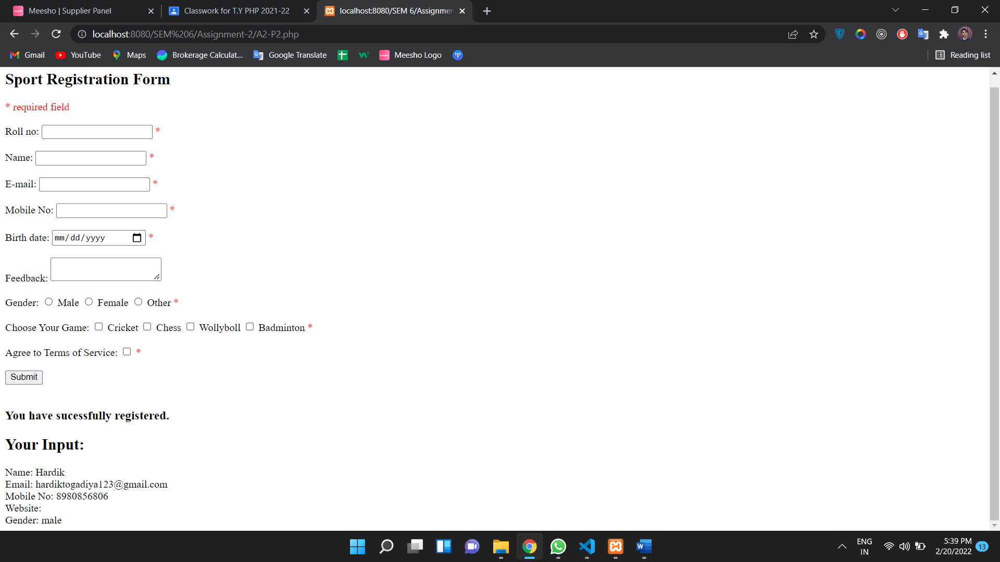 Meesho | Supplier Panel
Classwork for T.Y PHP 2021-22
localhost:8080/SEM 6/Assignmen
localhost:8080/SEM%206/Assignment-2/A2-P2.php
Gmail YouTube Maps Brokerage Calculat... Google Translate Meesho Logo Reading list
Sport Registration Form
* required field
Roll no: *
Name: *
E-mail: *
Mobile No: *
Birth date: mm/dd/yyyy *
Feedback:
Gender: Male Female Other *
Choose Your Game: Cricket Chess Wollyboll Badminton *
Agree to Terms of Service: *
Submit
You have sucessfully registered.
Your Input:
Name: Hardik
Email: hardiktogadiya123@gmail.com
Mobile No: 8980856806
Website:
Gender: male
ENG
IN
5:39 PM
2/20/2022
13